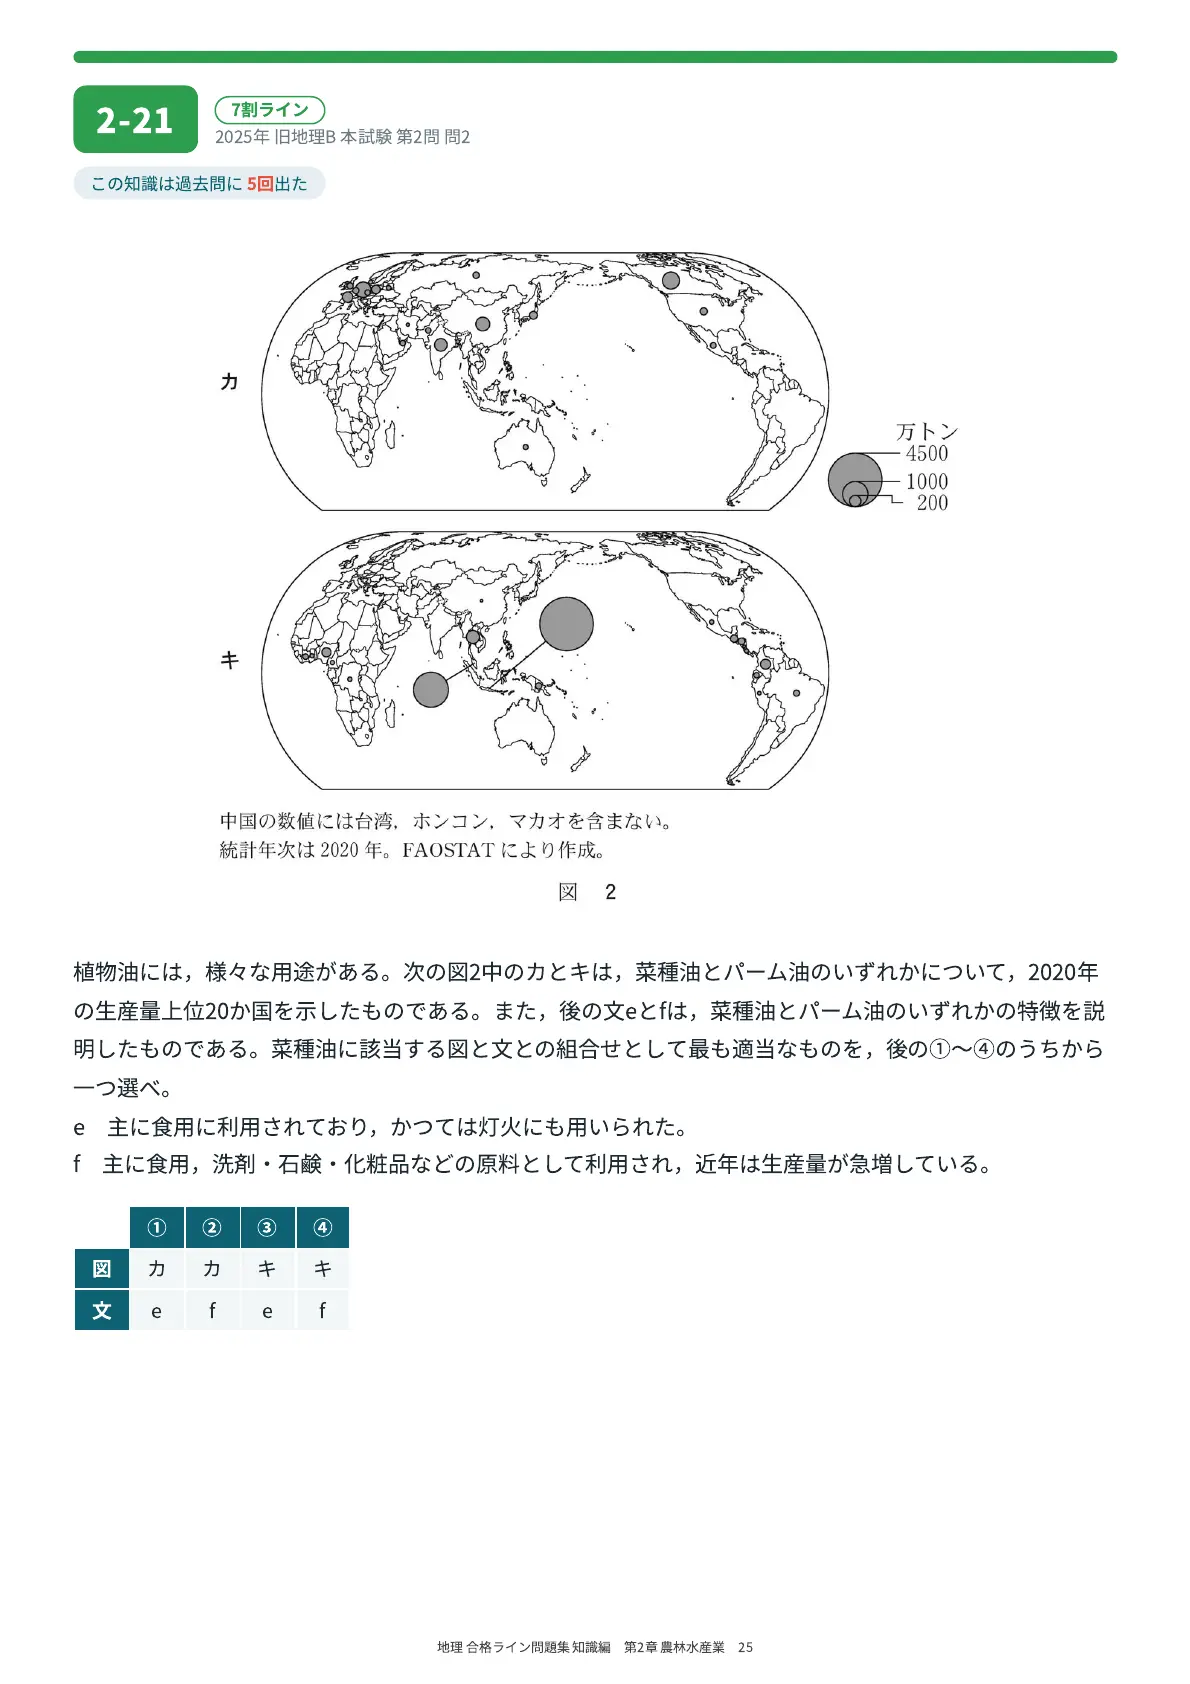 2-21
7割ライン
2025年 旧地理B 本試験 第2問 問2
この知識は過去問に 5回出た
カ
万トン
4500
1000
200
キ
中国の数値には台湾，ホンコン，マカオを含まない。
統計年次は 2020 年。FAOSTAT により作成。
図 2
植物油には，様々な用途がある。次の図2中のカとキは，菜種油とパーム油のいずれかについて，2020年
の生産量上位20か国を示したものである。また，後の文eとfは，菜種油とパーム油のいずれかの特徴を説
明したものである。菜種油に該当する図と文との組合せとして最も適当なものを，後の①～④のうちから
一つ選べ。
e 主に食用に利用されており，かつては灯火にも用いられた。
f 主に食用，洗剤・石鹸・化粧品などの原料として利用され，近年は生産量が急増している。
① ② ③ ④
図 カ カ キ キ
文 e f e f
地理 合格ライン問題集 知識編 第2章 農林水産業 25